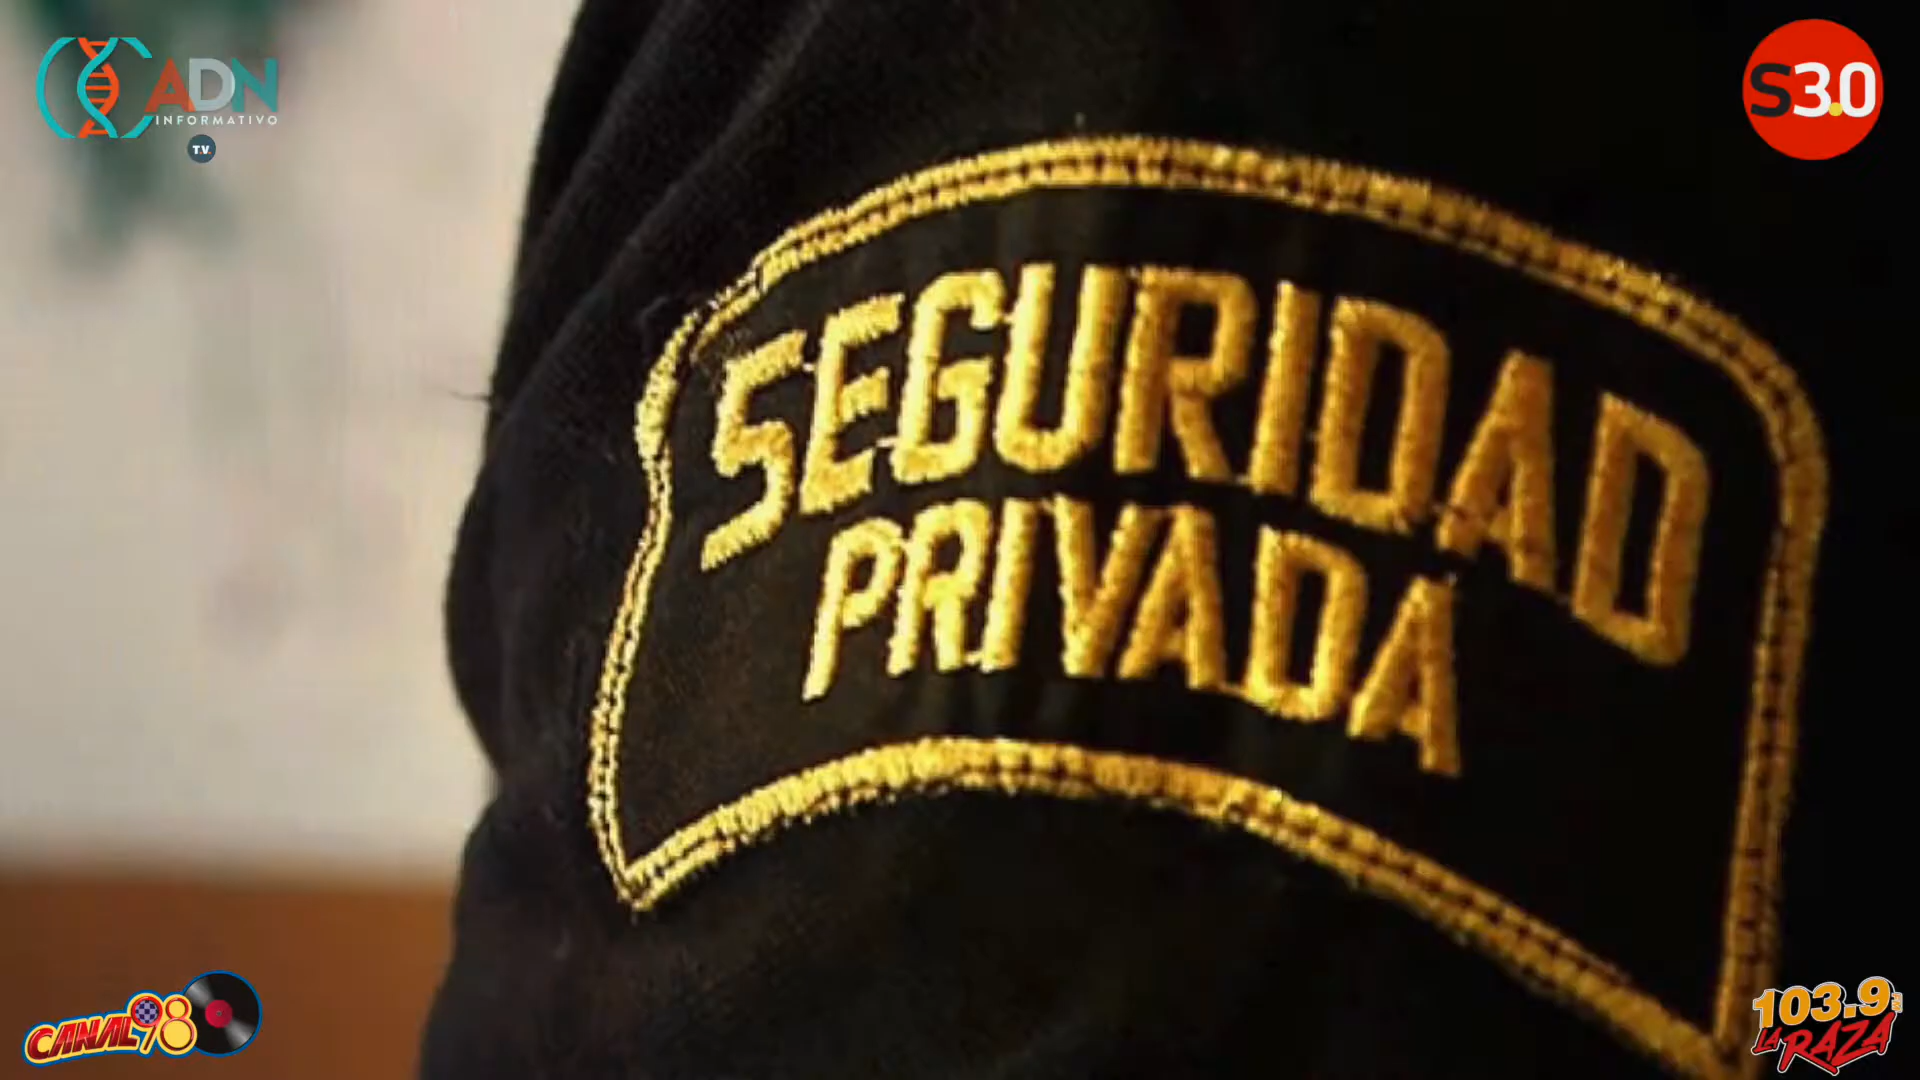 ADN
INFORMATIVO
T.V.
S3.0
SEGURIDAD
PRIVADA
CANAL 98
103.9
LA RAZA